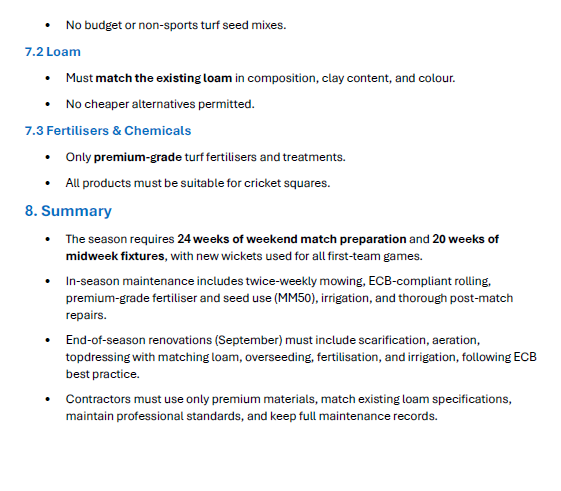 • No budget or non-sports turf seed mixes.
7.2 Loam
• Must match the existing loam in composition, clay content, and colour.
• No cheaper alternatives permitted.
7.3 Fertilisers & Chemicals
• Only premium-grade turf fertilisers and treatments.
• All products must be suitable for cricket squares.
8. Summary
• The season requires 24 weeks of weekend match preparation and 20 weeks of
midweek fixtures, with new wickets used for all first-team games.
• In-season maintenance includes twice-weekly mowing, ECB-compliant rolling,
premium-grade fertiliser and seed use (MM50), irrigation, and thorough post-match
repairs.
• End-of-season renovations (September) must include scarification, aeration,
topdressing with matching loam, overseeding, fertilisation, and irrigation, following ECB
best practice.
• Contractors must use only premium materials, match existing loam specifications,
maintain professional standards, and keep full maintenance records.